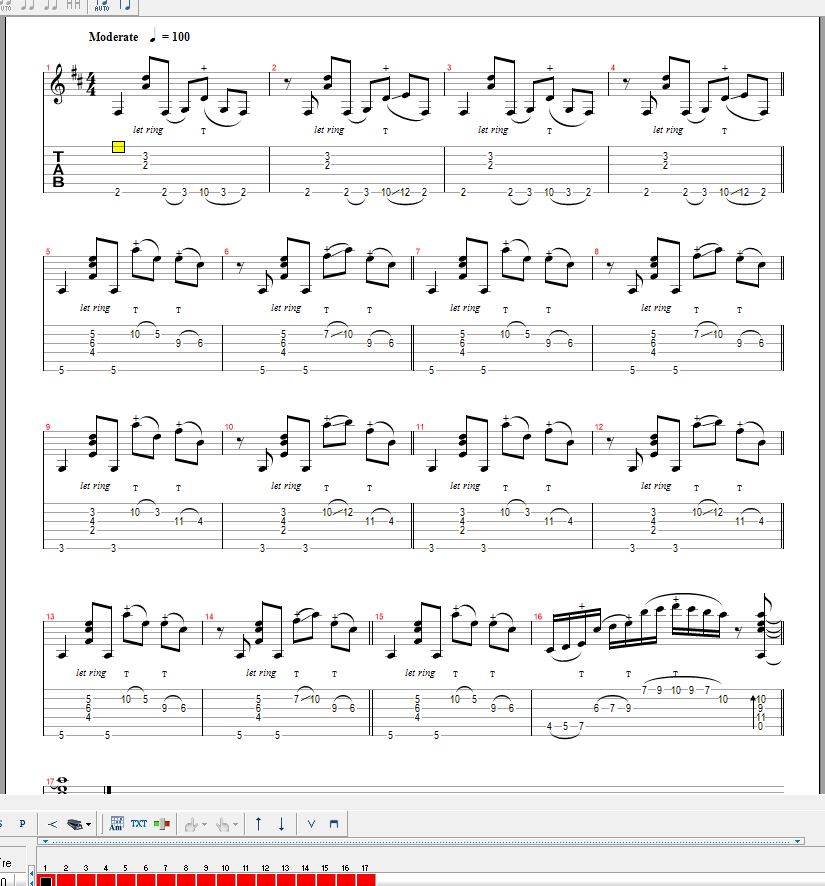 AUTO AUTO
Moderate = 100
1 4 4 + 2 + 3 + 4 +
let ring T let ring T let ring T let ring T
T A B
3 3 3 3
2 2 2 2
2 2 3 10 3 2 2 2 3 10 12 2 2 2 3 10 3 2 2 2 3 10 12 2
5 + + 6 + + 7 + + 8 + +
let ring T T let ring T T let ring T T let ring T T
5 10 5 5 7 10 5 10 5 5 7 10
6 9 6 6 9 6 6 9 6 6 9 6
4 4 4 4
5 5 5 5 5 5 5 5
9 + + 10 + + 11 + + 12 + +
let ring T T let ring T T let ring T T let ring T T
3 10 3 3 10 12 3 10 3 3 10 12
4 11 4 4 11 4 4 11 4 4 11 4
2 2 2 2
3 3 3 3 3 3 3 3
13 + + 14 + + 15 + + 16 + + +
let ring T T let ring T T let ring T T T T T
7 9 10 9 7
5 10 5 5 7 10 5 10 5 10 10
6 9 6 6 9 6 6 9 6 6 7 9 9
4 4 4 11
4 5 7 0
5 5 5 5 5 5
17
P Am TXT
1 2 3 4 5 6 7 8 9 10 11 12 13 14 15 16 17